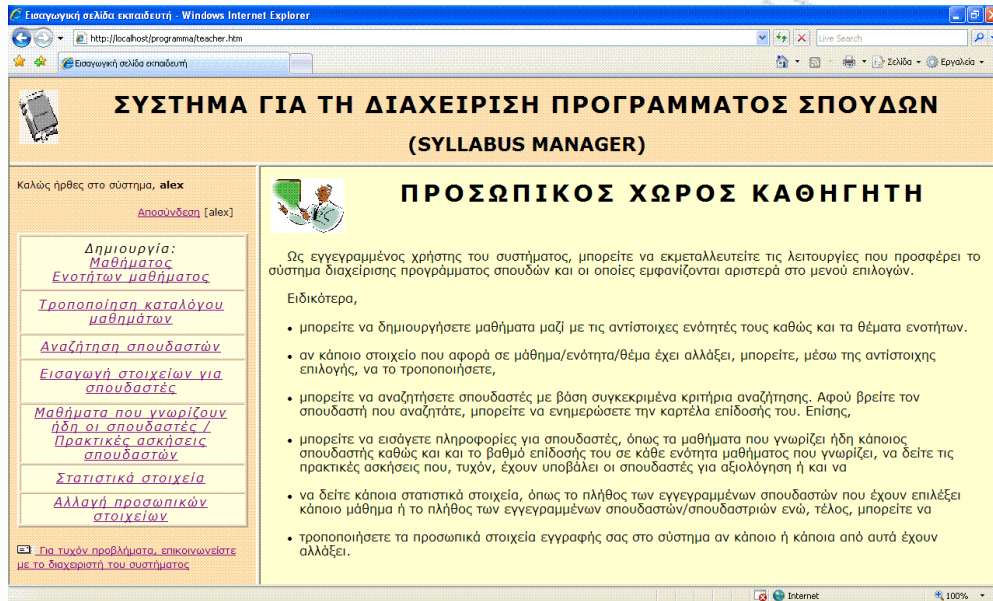 Εισαγωγική σελίδα εκπαιδευτή - Windows Internet Explorer
http://localhost/programma/teacher.htm
Live Search
Εισαγωγική σελίδα εκπαιδευτή
Σελίδα
Εργαλεία
ΣΥΣΤΗΜΑ ΓΙΑ ΤΗ ΔΙΑΧΕΙΡΙΣΗ ΠΡΟΓΡΑΜΜΑΤΟΣ ΣΠΟΥΔΩΝ
(SYLLABUS MANAGER)
Καλώς ήρθες στο σύστημα, alex
Αποσύνδεση [alex]
Δημιουργία:
Μαθήματος
Ενοτήτων μαθήματος
Τροποποίηση καταλόγου
μαθημάτων
Αναζήτηση σπουδαστών
Εισαγωγή στοιχείων για
σπουδαστές
Μαθήματα που γνωρίζουν
ήδη οι σπουδαστές /
Πρακτικές ασκήσεις
σπουδαστών
Στατιστικά στοιχεία
Αλλαγή προσωπικών
στοιχείων
Για τυχόν προβλήματα, επικοινωνείστε
με το διαχειριστή του συστήματος
ΠΡΟΣΩΠΙΚΟΣ ΧΩΡΟΣ ΚΑΘΗΓΗΤΗ
Ως εγγεγραμμένος χρήστης του συστήματος, μπορείτε να εκμεταλλευτείτε τις λειτουργίες που προσφέρει το
σύστημα διαχείρισης προγράμματος σπουδών και οι οποίες εμφανίζονται αριστερά στο μενού επιλογών.
Ειδικότερα,
• μπορείτε να δημιουργήσετε μαθήματα μαζί με τις αντίστοιχες ενότητές τους καθώς και τα θέματα ενοτήτων.
• αν κάποιο στοιχείο που αφορά σε μάθημα/ενότητα/θέμα έχει αλλάξει, μπορείτε, μέσω της αντίστοιχης
επιλογής, να το τροποποιήσετε,
• μπορείτε να αναζητήσετε σπουδαστές με βάση συγκεκριμένα κριτήρια αναζήτησης. Αφού βρείτε τον
σπουδαστή που αναζητάτε, μπορείτε να ενημερώσετε την καρτέλα επίδοσής του. Επίσης,
• μπορείτε να εισάγετε πληροφορίες για σπουδαστές, όπως τα μαθήματα που γνωρίζει ήδη κάποιος
σπουδαστής καθώς και και το βαθμό επίδοσής του σε κάθε ενότητα μαθήματος που γνωρίζει, να δείτε τις
πρακτικές ασκήσεις που, τυχόν, έχουν υποβάλει οι σπουδαστές για αξιολόγηση ή και να
• να δείτε κάποια στατιστικά στοιχεία, όπως το πλήθος των εγγεγραμμένων σπουδαστών που έχουν επιλέξει
κάποιο μάθημα ή το πλήθος των εγγεγραμμένων σπουδαστών/σπουδαστριών ενώ, τέλος, μπορείτε να
• τροποποιήσετε τα προσωπικά στοιχεία εγγραφής σας στο σύστημα αν κάποιο ή κάποια από αυτά έχουν
αλλάξει.
Internet
100%